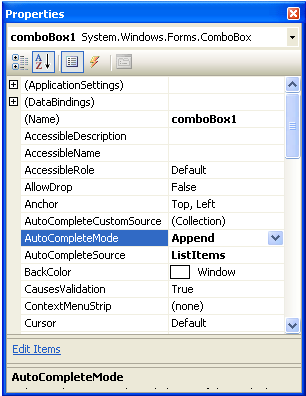 Properties
comboBox1 System.Windows.Forms.ComboBox
(ApplicationSettings)
(DataBindings)
(Name) comboBox1
AccessibleDescription
AccessibleName
AccessibleRole Default
AllowDrop False
Anchor Top, Left
AutoCompleteCustomSource (Collection)
AutoCompleteMode Append
AutoCompleteSource ListItems
BackColor Window
CausesValidation True
ContextMenuStrip (none)
Cursor Default
Edit Items
AutoCompleteMode